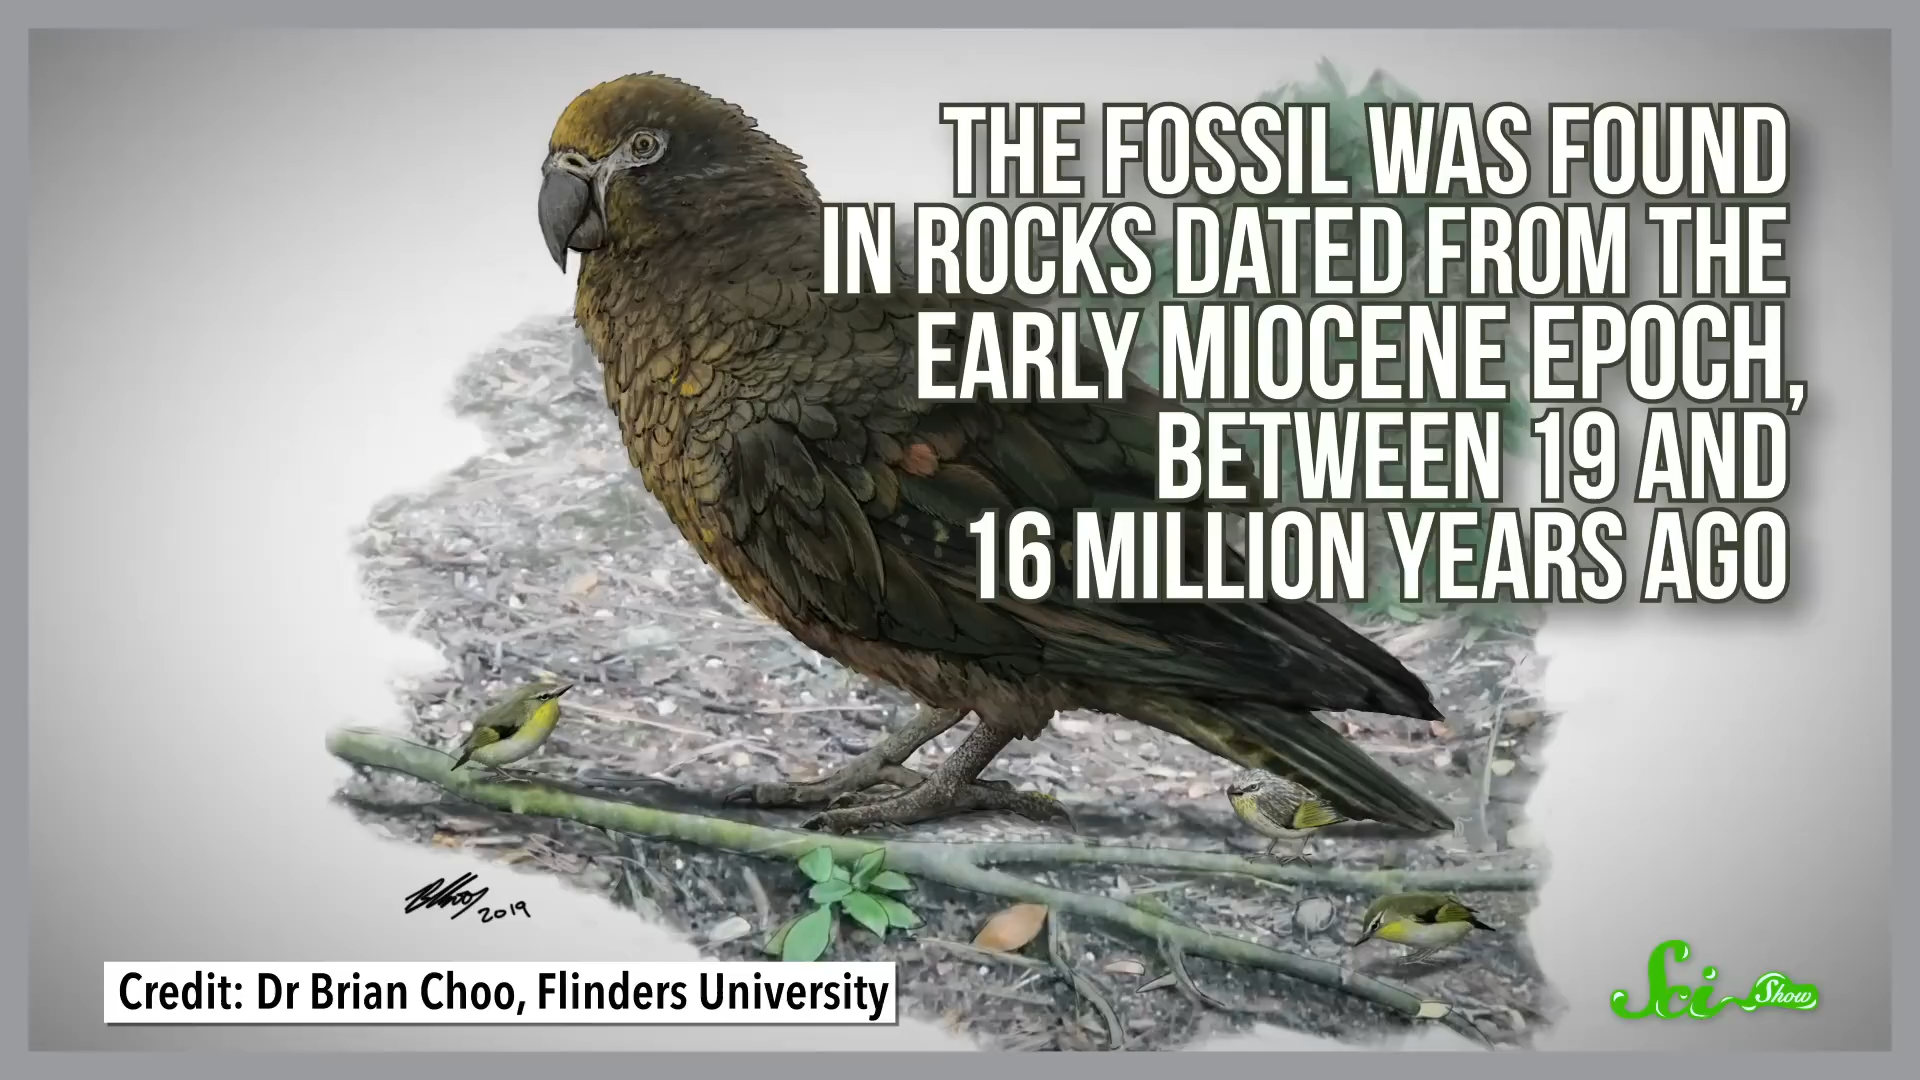 THE FOSSIL WAS FOUND
IN ROCKS DATED FROM THE
EARLY MIOCENE EPOCH,
BETWEEN 19 AND
16 MILLION YEARS AGO
BChoo 2019
Credit: Dr Brian Choo, Flinders University
Sci Show